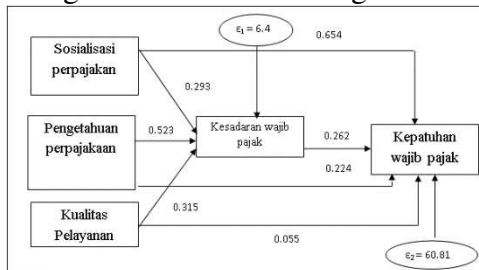 ε₁ = 6.4
0.654
Sosialisasi
perpajakan
0.293
Pengetahuan
perpajakaan
0.523
Kesadaran wajib
pajak
0.262
Kepatuhan
wajib pajak
0.224
0.315
Kualitas
Pelayanan
0.055
ε₂ = 60.81